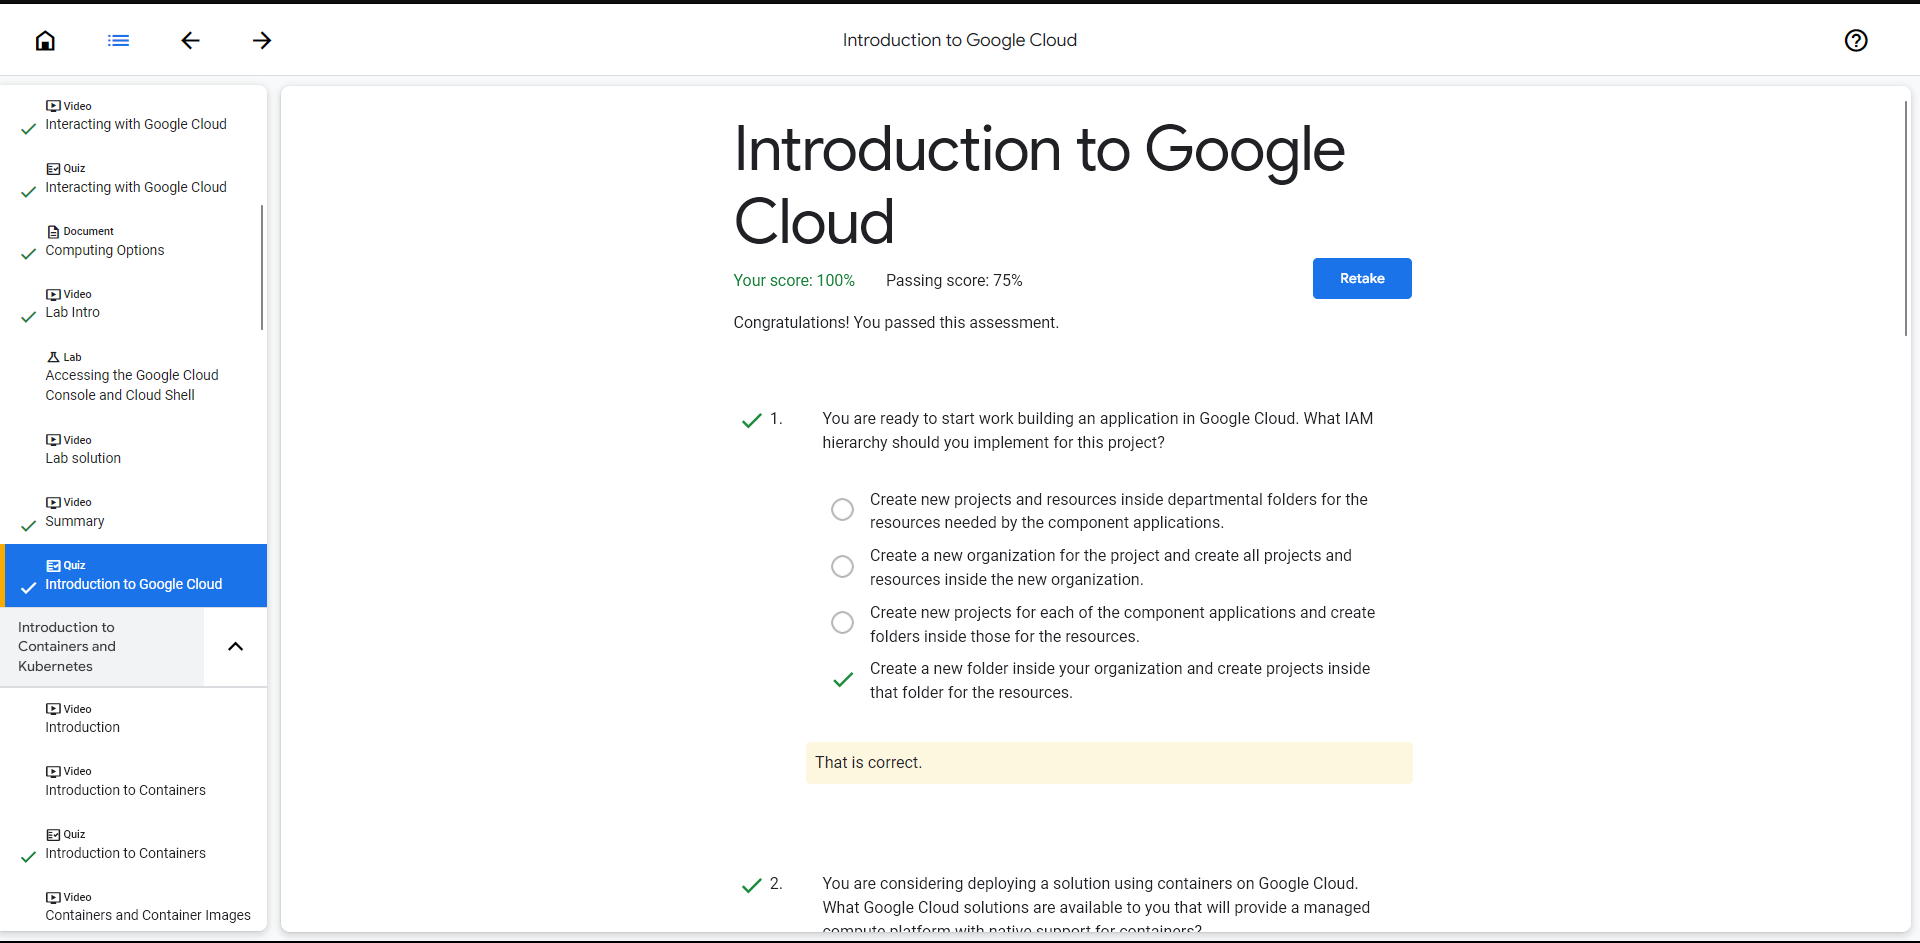 Introduction to Google Cloud
Video
Interacting with Google Cloud
Quiz
Interacting with Google Cloud
Document
Computing Options
Video
Lab Intro
Lab
Accessing the Google Cloud
Console and Cloud Shell
Video
Lab solution
Video
Summary
Quiz
Introduction to Google Cloud
Introduction to
Containers and
Kubernetes
Video
Introduction
Video
Introduction to Containers
Quiz
Introduction to Containers
Video
Containers and Container Images
Introduction to Google
Cloud
Your score: 100% Passing score: 75%
Retake
Congratulations! You passed this assessment.
1. You are ready to start work building an application in Google Cloud. What IAM
hierarchy should you implement for this project?
Create new projects and resources inside departmental folders for the
resources needed by the component applications.
Create a new organization for the project and create all projects and
resources inside the new organization.
Create new projects for each of the component applications and create
folders inside those for the resources.
Create a new folder inside your organization and create projects inside
that folder for the resources.
That is correct.
2. You are considering deploying a solution using containers on Google Cloud.
What Google Cloud solutions are available to you that will provide a managed
compute platform with native support for containers?